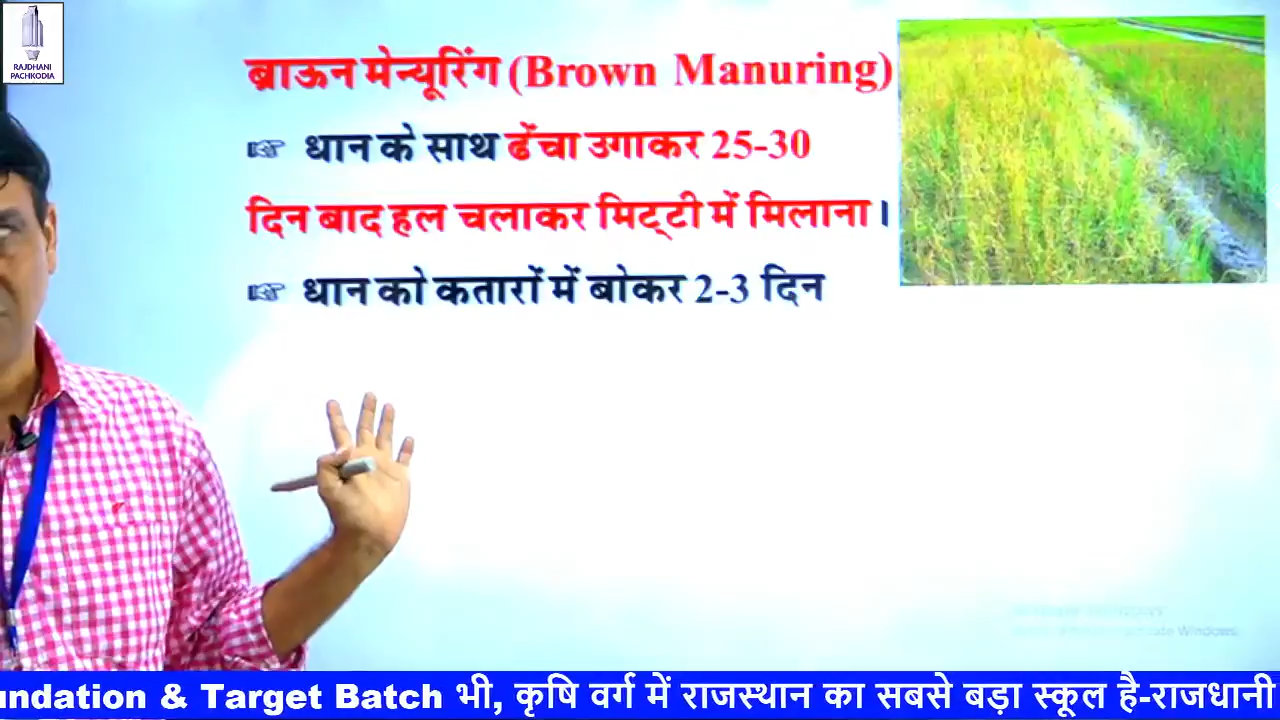 RAJDHANI
PACHKODIA
ब्राऊन मेन्यूरिंग (Brown Manuring)
☞ धान के साथ ढेंचा उगाकर 25-30
दिन बाद हल चलाकर मिट्टी में मिलाना।
☞ धान को कतारों में बोकर 2-3 दिन
Windows.
undation & Target Batch भी, कृषि वर्ग में राजस्थान का सबसे बड़ा स्कूल है-राजधानी